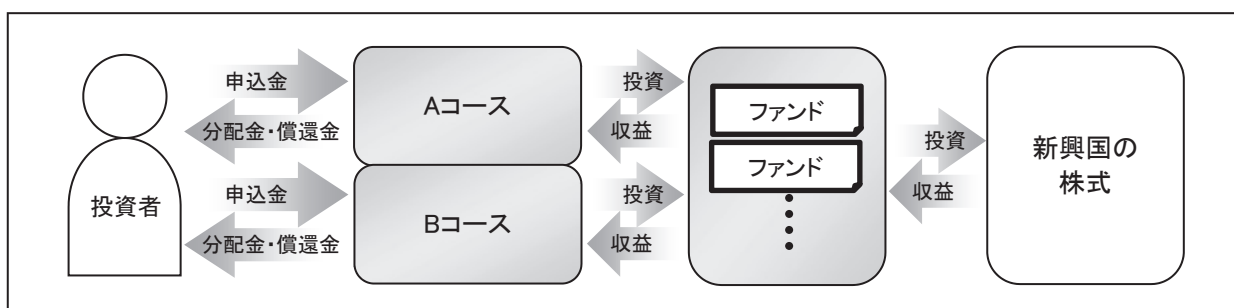 投資者
申込金
分配金・償還金
申込金
分配金・償還金
Aコース
Bコース
投資
収益
投資
収益
ファンド
ファンド
投資
収益
新興国の
株式